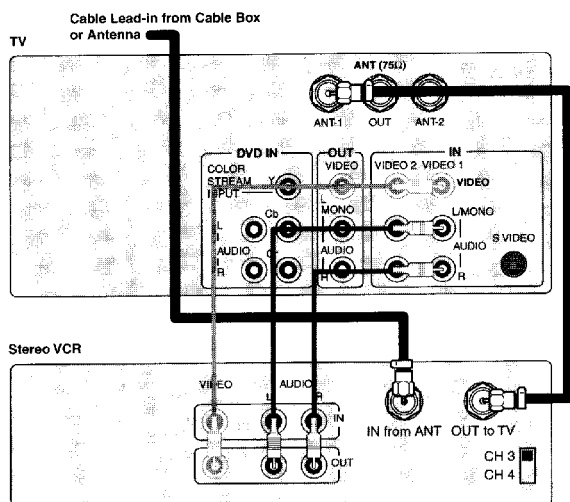 Cable Lead-in from Cable Box
or Antenna
TV
ANT (75Ω)
ANT-1 OUT ANT-2
DVD IN OUT IN
COLOR
STREAM
INPUT
Y
VIDEO
VIDEO 2 VIDEO 1
VIDEO
Cb
L
MONO
L/MONO
L
AUDIO
R
AUDIO
R
AUDIO
R
S VIDEO
Stereo VCR
VIDEO AUDIO
L R
IN
OUT
IN from ANT OUT to TV
CH 3
CH 4